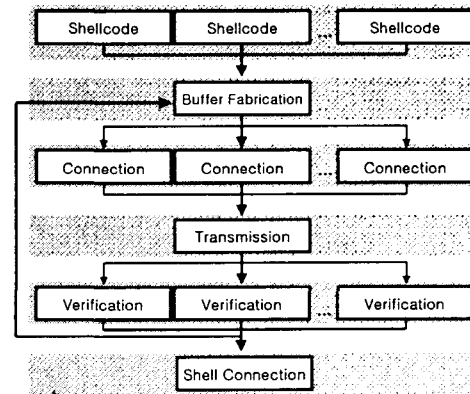 Shellcode Shellcode ... Shellcode
Buffer Fabrication
Connection Connection ... Connection
Transmission
Verification Verification ... Verification
Shell Connection